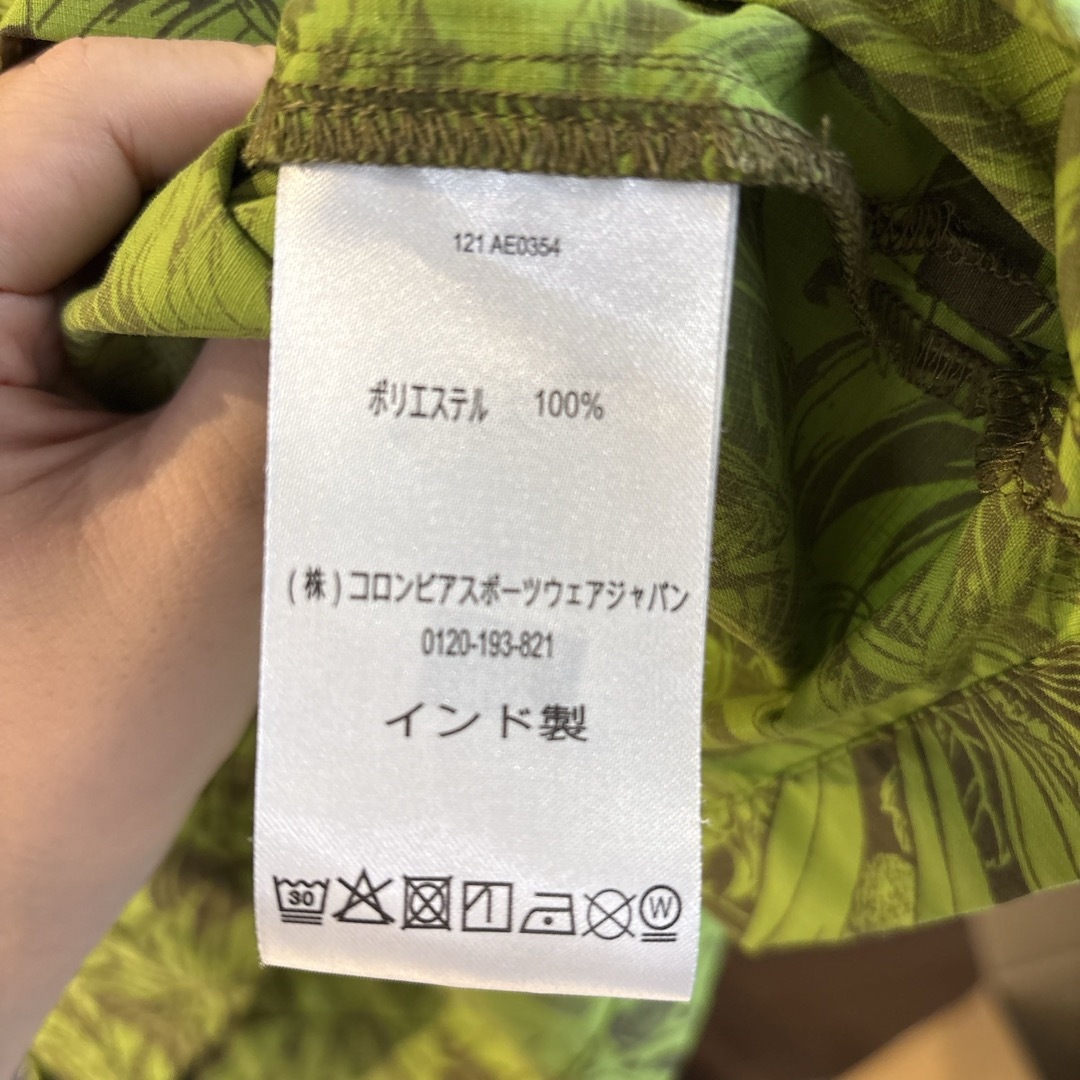 121 AE0354
ポリエステル 100%
(株)コロンビアスポーツウェアジャパン
0120-193-821
インド製
30 W